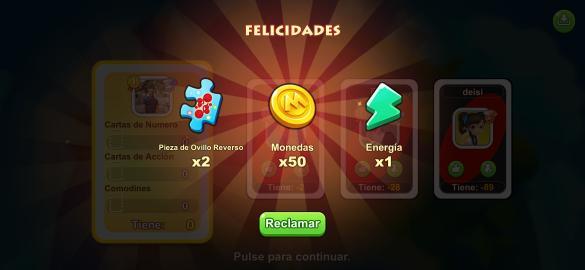 FELICIDADES
deisi
Cartas de Número
Pieza de Ovillo Reverso
x2
Monedas
x50
Energía
x1
0
Cartas de Acción
0
Comodines
0
Tiene: 0
Tiene: -2
Tiene: -28
Tiene: -89
Reclamar
Pulse para continuar.